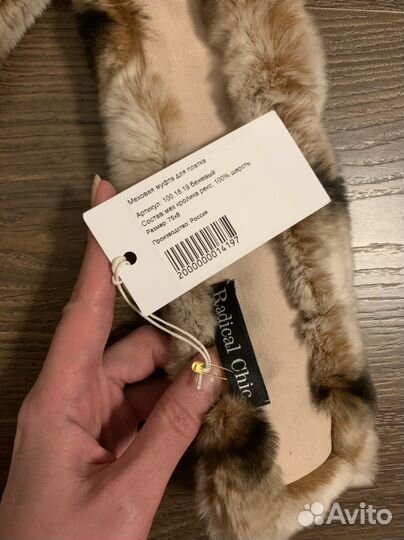 Меховая муфта для платка
Артикул: 100.18.19 бежевый
Состав:мех кролика рекс, 100% шерсть
Размер: 75х8
Производство: Россия
2000000014197
Radical Chic
Avito